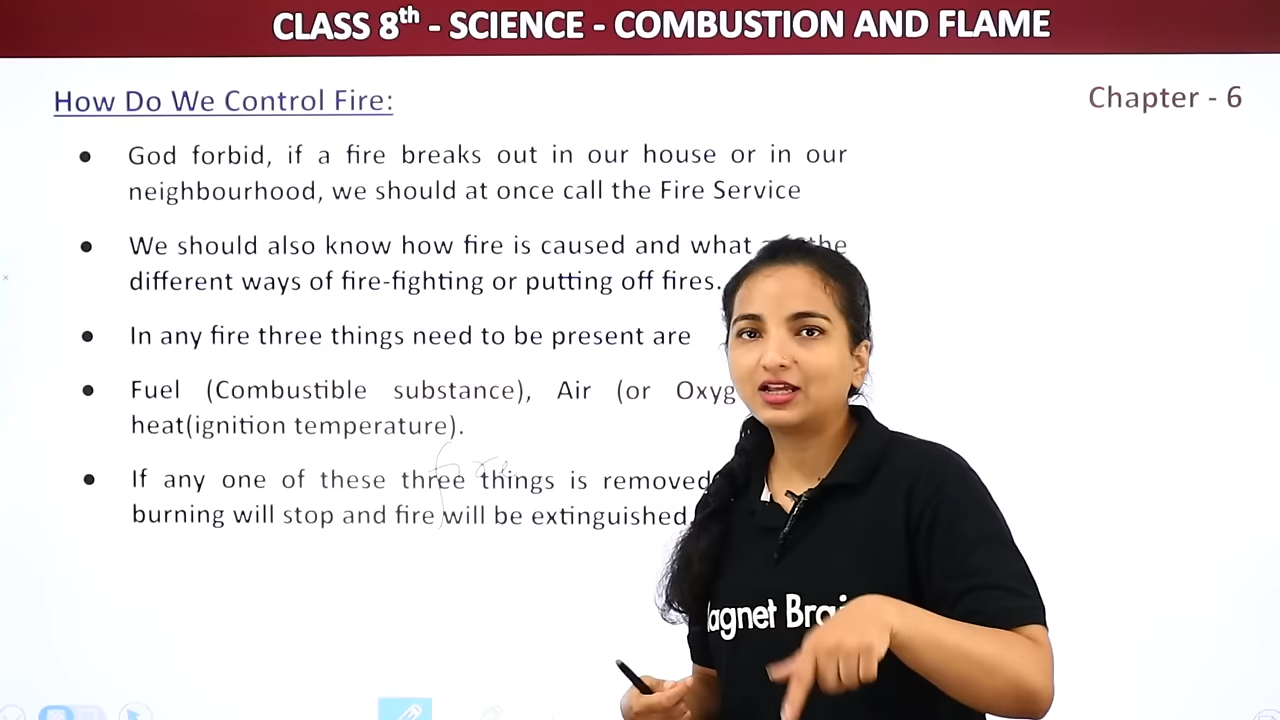 CLASS 8th - SCIENCE - COMBUSTION AND FLAME
How Do We Control Fire:
Chapter - 6
● God forbid, if a fire breaks out in our house or in our
neighbourhood, we should at once call the Fire Service
● We should also know how fire is caused and what the
different ways of fire-fighting or putting off fires.
● In any fire three things need to be present are
● Fuel (Combustible substance), Air (or Oxyg
heat(ignition temperature).
● If any one of these three things is removed
burning will stop and fire will be extinguished.
fire
agnet Brai